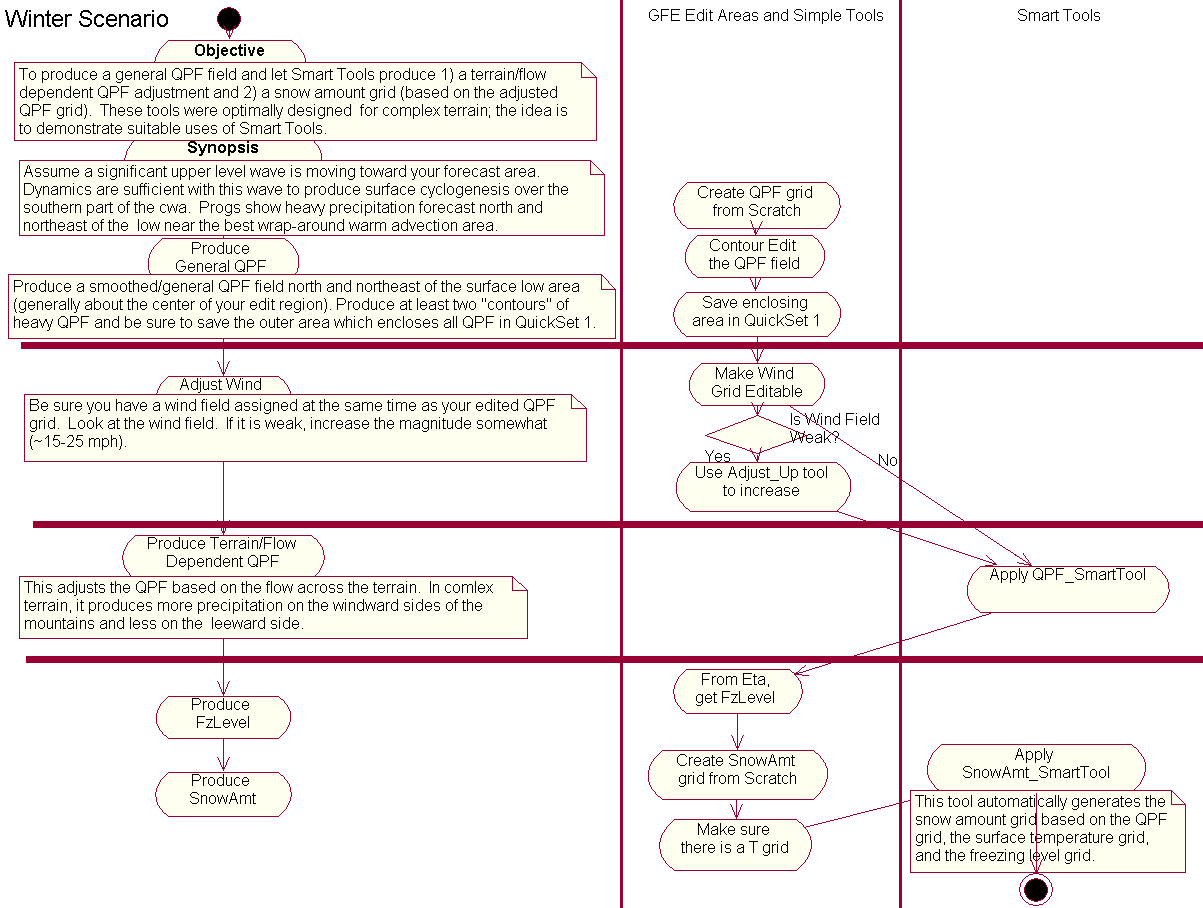 Winter Scenario
GFE Edit Areas and Simple Tools
Smart Tools
Objective
To produce a general QPF field and let Smart Tools produce 1) a terrain/flow
dependent QPF adjustment and 2) a snow amount grid (based on the adjusted
QPF grid). These tools were optimally designed for complex terrain; the idea is
to demonstrate suitable uses of Smart Tools.
Synopsis
Assume a significant upper level wave is moving toward your forecast area.
Dynamics are sufficient with this wave to produce surface cyclogenesis over the
southern part of the cwa. Progs show heavy precipitation forecast north and
northeast of the low near the best wrap-around warm advection area.
Produce
General QPF
Produce a smoothed/general QPF field north and northeast of the surface low area
(generally about the center of your edit region). Produce at least two "contours" of
heavy QPF and be sure to save the outer area which encloses all QPF in QuickSet 1.
Create QPF grid
from Scratch
Contour Edit
the QPF field
Save enclosing
area in QuickSet 1
Adjust Wind
Be sure you have a wind field assigned at the same time as your edited QPF
grid. Look at the wind field. If it is weak, increase the magnitude somewhat
(~15-25 mph).
Make Wind
Grid Editable
Is Wind Field
Weak?
Yes
No
Use Adjust_Up tool
to increase
Produce Terrain/Flow
Dependent QPF
This adjusts the QPF based on the flow across the terrain. In comlex
terrain, it produces more precipitation on the windward sides of the
mountains and less on the leeward side.
Apply QPF_SmartTool
Produce
FzLevel
Produce
SnowAmt
From Eta,
get FzLevel
Create SnowAmt
grid from Scratch
Make sure
there is a T grid
Apply
SnowAmt_SmartTool
This tool automatically generates the
snow amount grid based on the QPF
grid, the surface temperature grid,
and the freezing level grid.